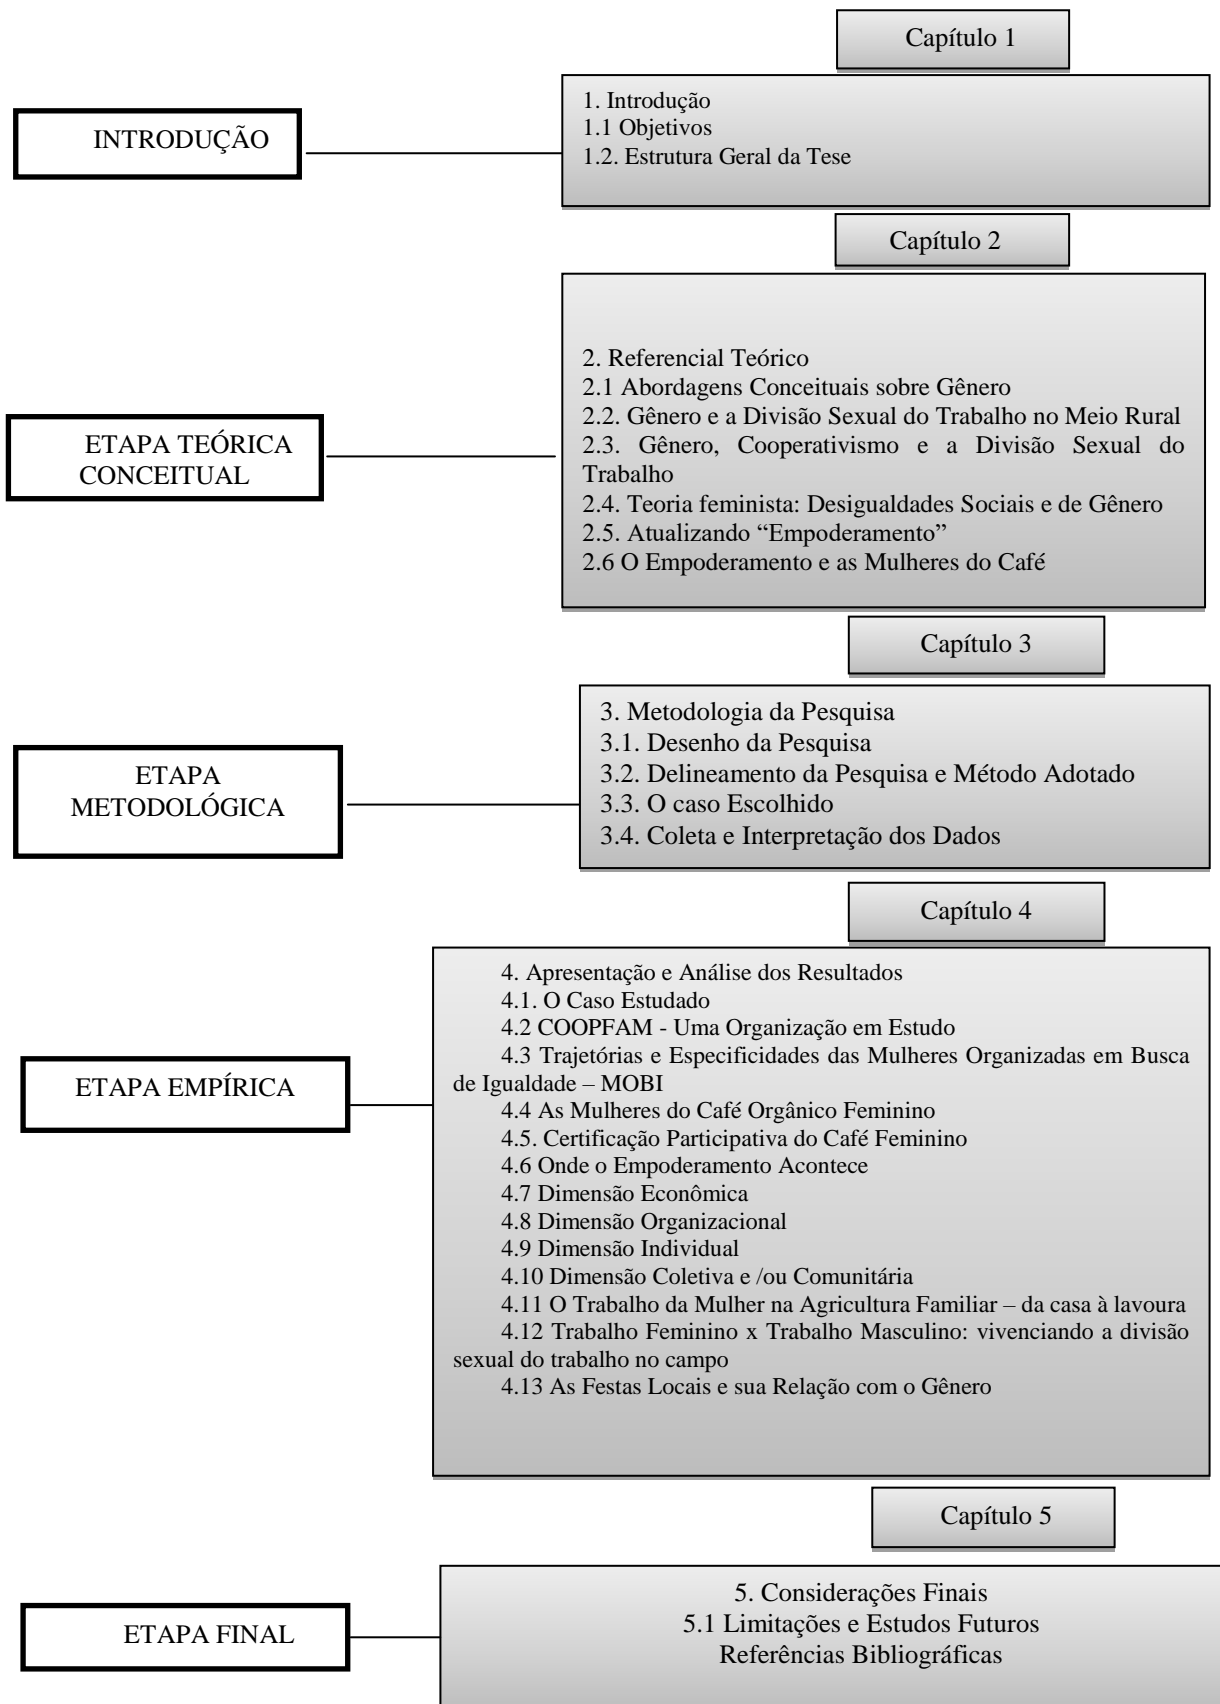 Capítulo 1
INTRODUÇÃO
1. Introdução
1.1 Objetivos
1.2. Estrutura Geral da Tese
Capítulo 2
ETAPA TEÓRICA
CONCEITUAL
2. Referencial Teórico
2.1 Abordagens Conceituais sobre Gênero
2.2. Gênero e a Divisão Sexual do Trabalho no Meio Rural
2.3. Gênero, Cooperativismo e a Divisão Sexual do
Trabalho
2.4. Teoria feminista: Desigualdades Sociais e de Gênero
2.5. Atualizando “Empoderamento”
2.6 O Empoderamento e as Mulheres do Café
Capítulo 3
ETAPA
METODOLÓGICA
3. Metodologia da Pesquisa
3.1. Desenho da Pesquisa
3.2. Delineamento da Pesquisa e Método Adotado
3.3. O caso Escolhido
3.4. Coleta e Interpretação dos Dados
Capítulo 4
ETAPA EMPÍRICA
4. Apresentação e Análise dos Resultados
4.1. O Caso Estudado
4.2 COOPFAM - Uma Organização em Estudo
4.3 Trajetórias e Especificidades das Mulheres Organizadas em Busca
de Igualdade – MOBI
4.4 As Mulheres do Café Orgânico Feminino
4.5. Certificação Participativa do Café Feminino
4.6 Onde o Empoderamento Acontece
4.7 Dimensão Econômica
4.8 Dimensão Organizacional
4.9 Dimensão Individual
4.10 Dimensão Coletiva e /ou Comunitária
4.11 O Trabalho da Mulher na Agricultura Familiar – da casa à lavoura
4.12 Trabalho Feminino x Trabalho Masculino: vivenciando a divisão
sexual do trabalho no campo
4.13 As Festas Locais e sua Relação com o Gênero
Capítulo 5
ETAPA FINAL
5. Considerações Finais
5.1 Limitações e Estudos Futuros
Referências Bibliográficas